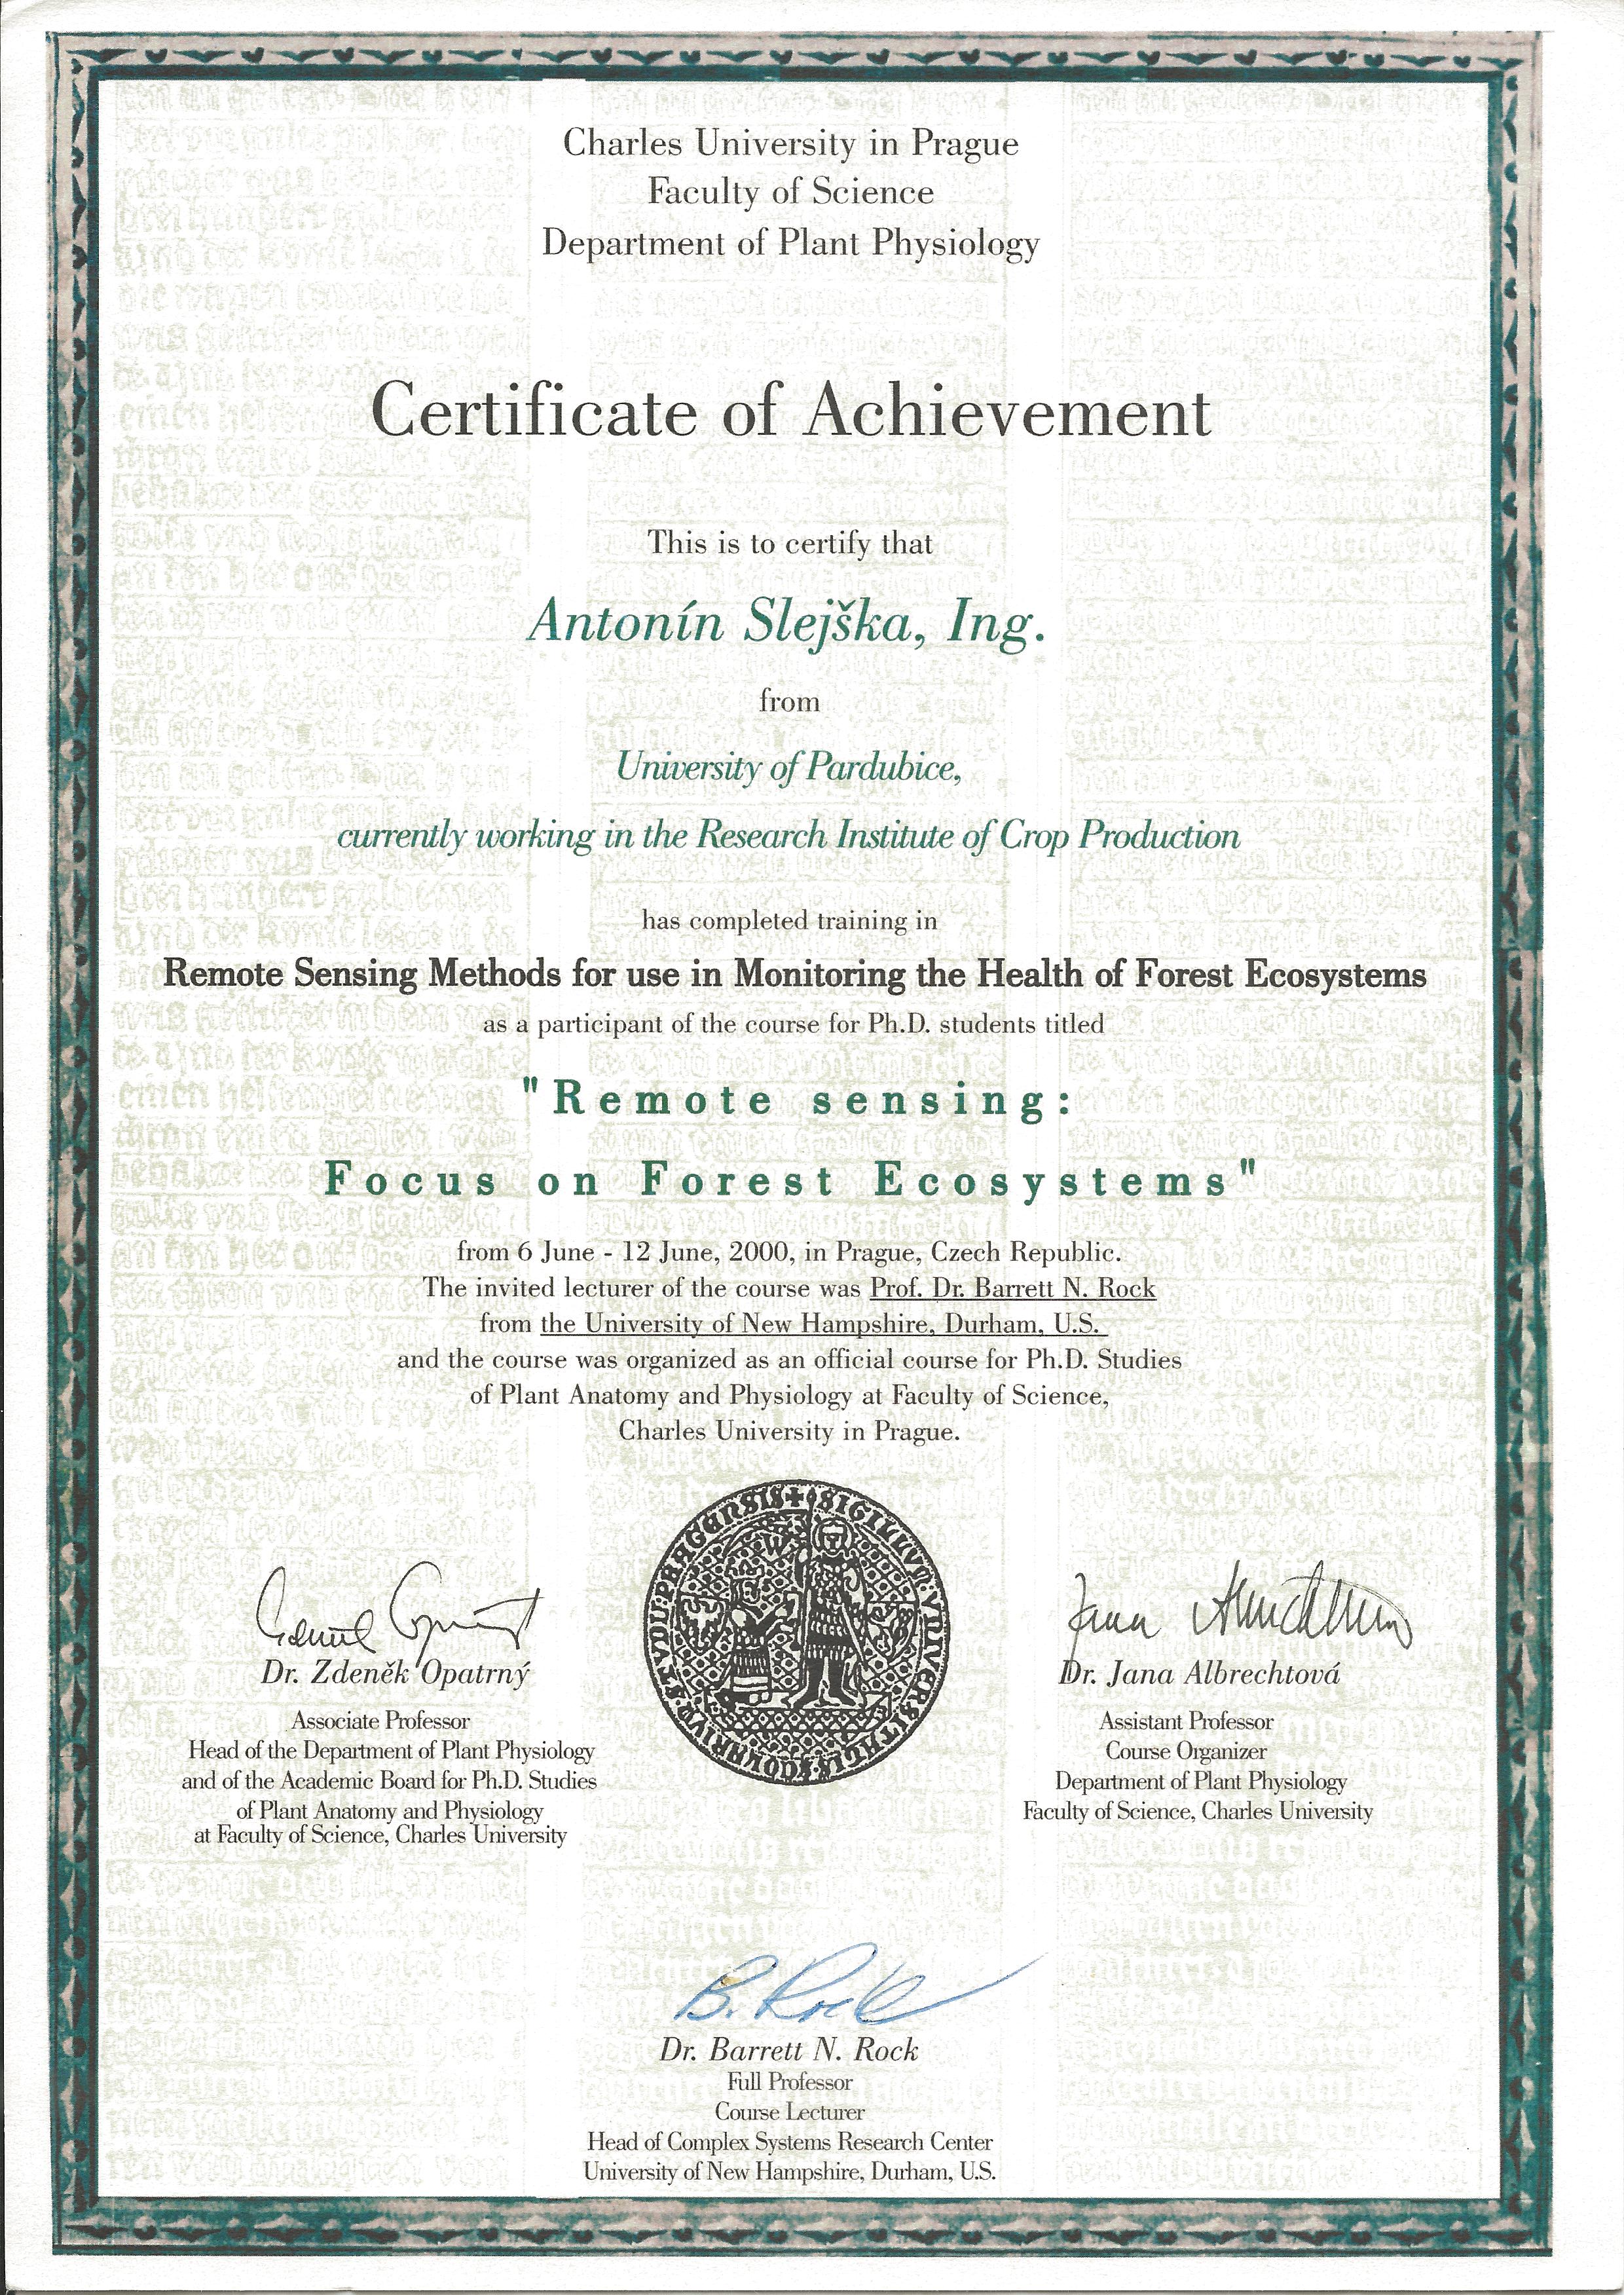 Charles University in Prague
Faculty of Science
Department of Plant Physiology
Certificate of Achievement
This is to certify that
Antonín Slejška, Ing.
from
University of Pardubice,
currently working in the Research Institute of Crop Production
has completed training in
Remote Sensing Methods for use in Monitoring the Health of Forest Ecosystems
as a participant of the course for Ph.D. students titled
"Remote sensing:
Focus on Forest Ecosystems"
from 6 June - 12 June, 2000, in Prague, Czech Republic.
The invited lecturer of the course was Prof. Dr. Barrett N. Rock
from the University of New Hampshire, Durham, U.S.
and the course was organized as an official course for Ph.D. Studies
of Plant Anatomy and Physiology at Faculty of Science,
Charles University in Prague.
Dr. Zdeněk Opatrný
Associate Professor
Head of the Department of Plant Physiology
and of the Academic Board for Ph.D. Studies
of Plant Anatomy and Physiology
at Faculty of Science, Charles University
Dr. Jana Albrechtová
Assistant Professor
Course Organizer
Department of Plant Physiology
Faculty of Science, Charles University
B. Rock
Dr. Barrett N. Rock
Full Professor
Course Lecturer
Head of Complex Systems Research Center
University of New Hampshire, Durham, U.S.